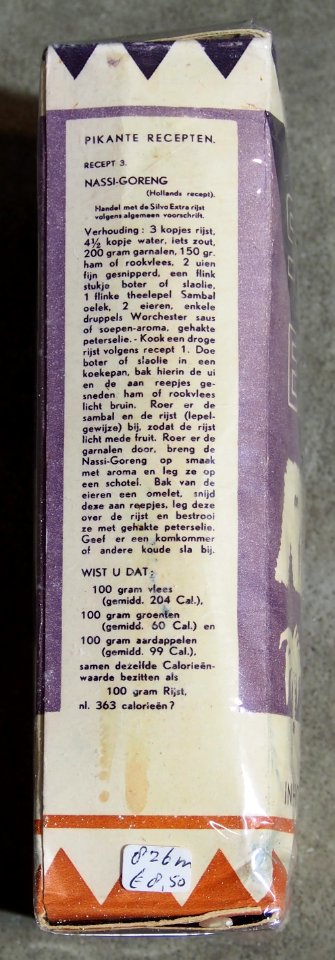 PIKANTE RECEPTEN.
RECEPT 3.
NASSI-GORENG
(Hollands recept).
Handel met de Silvo Extra rijst
volgens algemeen voorschrift.
Verhouding: 3 kopjes rijst,
4½ kopje water, iets zout,
200 gram garnalen, 150 gr.
ham of rookvlees, 2 uien
fijn gesnipperd, een flink
stukje boter of slaolie,
1 flinke theelepel Sambal
oelek, 2 eieren, enkele
druppels Worchester saus
of soepen-aroma, gehakte
peterselie. - Kook een droge
rijst volgens recept 1. Doe
boter of slaolie in een
koekepan, bak hierin de ui
en de aan reepjes ge-
sneden ham of rookvlees
licht bruin. Roer er de
sambal en de rijst (lepel-
gewijze) bij, zodat de rijst
licht mede fruit. Roer er de
garnalen door, breng de
Nassi-Goreng op smaak
met aroma en leg ze op
een schotel. Bak van de
eieren een omelet, snijd
deze aan reepjes, leg deze
over de rijst en bestrooi
ze met gehakte peterselie.
Geef er een komkommer
of andere koude sla bij.
WIST U DAT:
100 gram vlees
(gemidd. 204 Cal.),
100 gram groenten
(gemidd. 60 Cal.) en
100 gram aardappelen
(gemidd. 99 Cal.),
samen dezelfde Calorieën-
waarde bezitten als
100 gram Rijst,
nl. 363 calorieën?
826m
€8,50